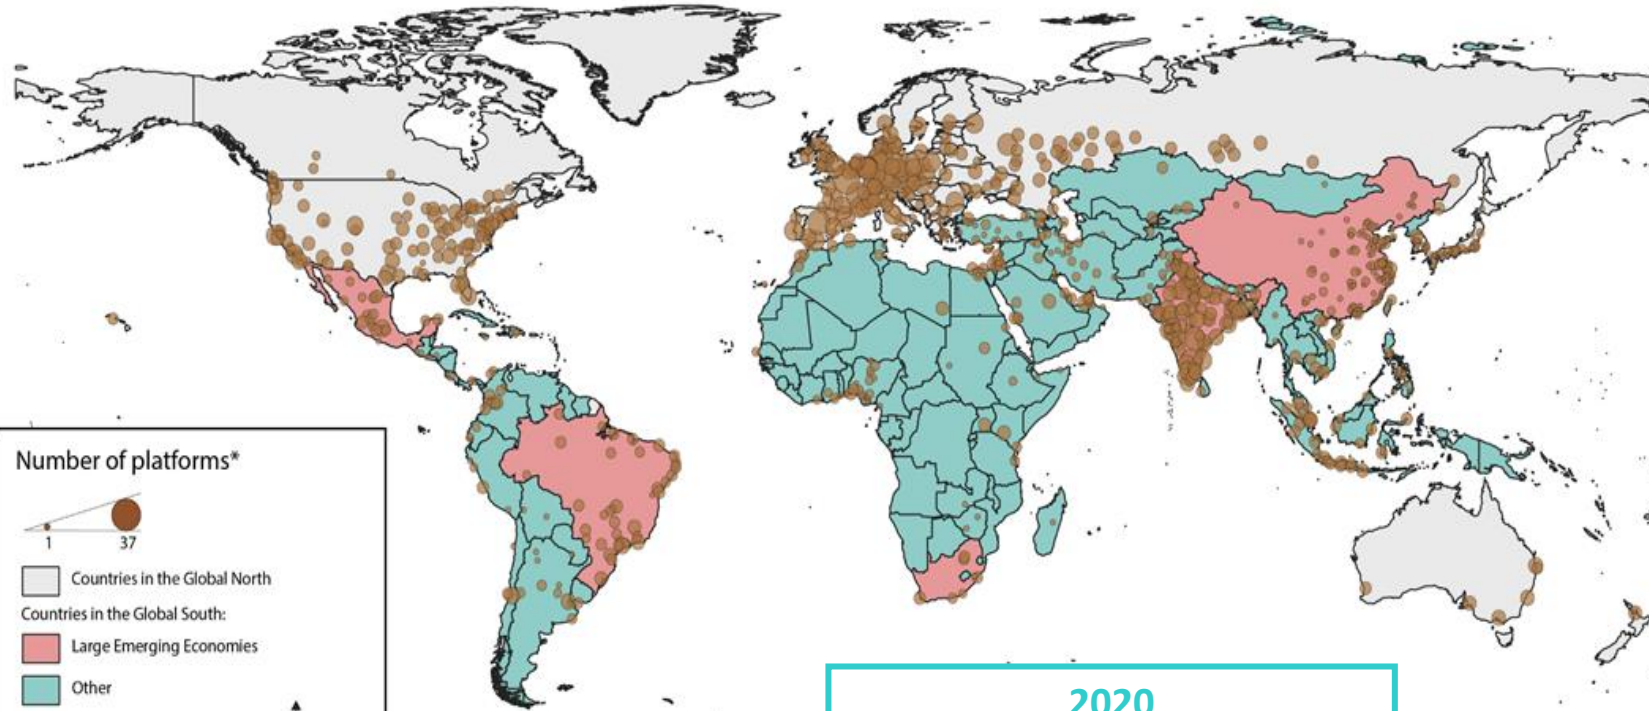 Number of platforms*
1 37
Countries in the Global North
Countries in the Global South:
Large Emerging Economies
Other
2020